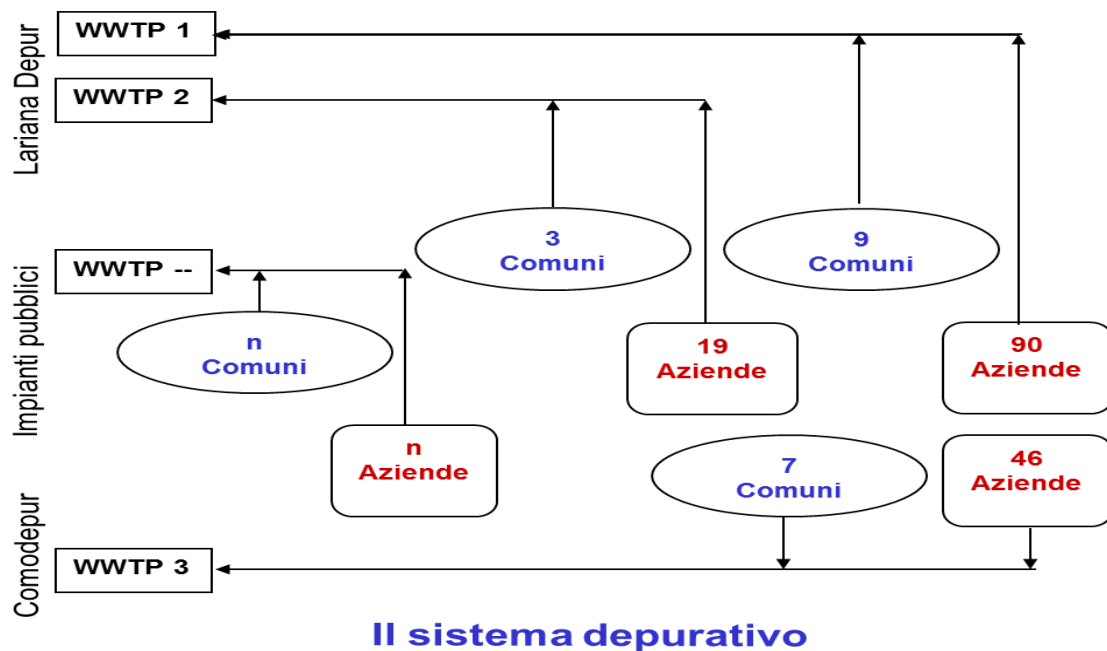 Lariana Depur
WWTP 1
WWTP 2
3
Comuni
9
Comuni
Impianti pubblici
WWTP --
n
Comuni
19
Aziende
90
Aziende
n
Aziende
7
Comuni
46
Aziende
Comodepur
WWTP 3
Il sistema depurativo